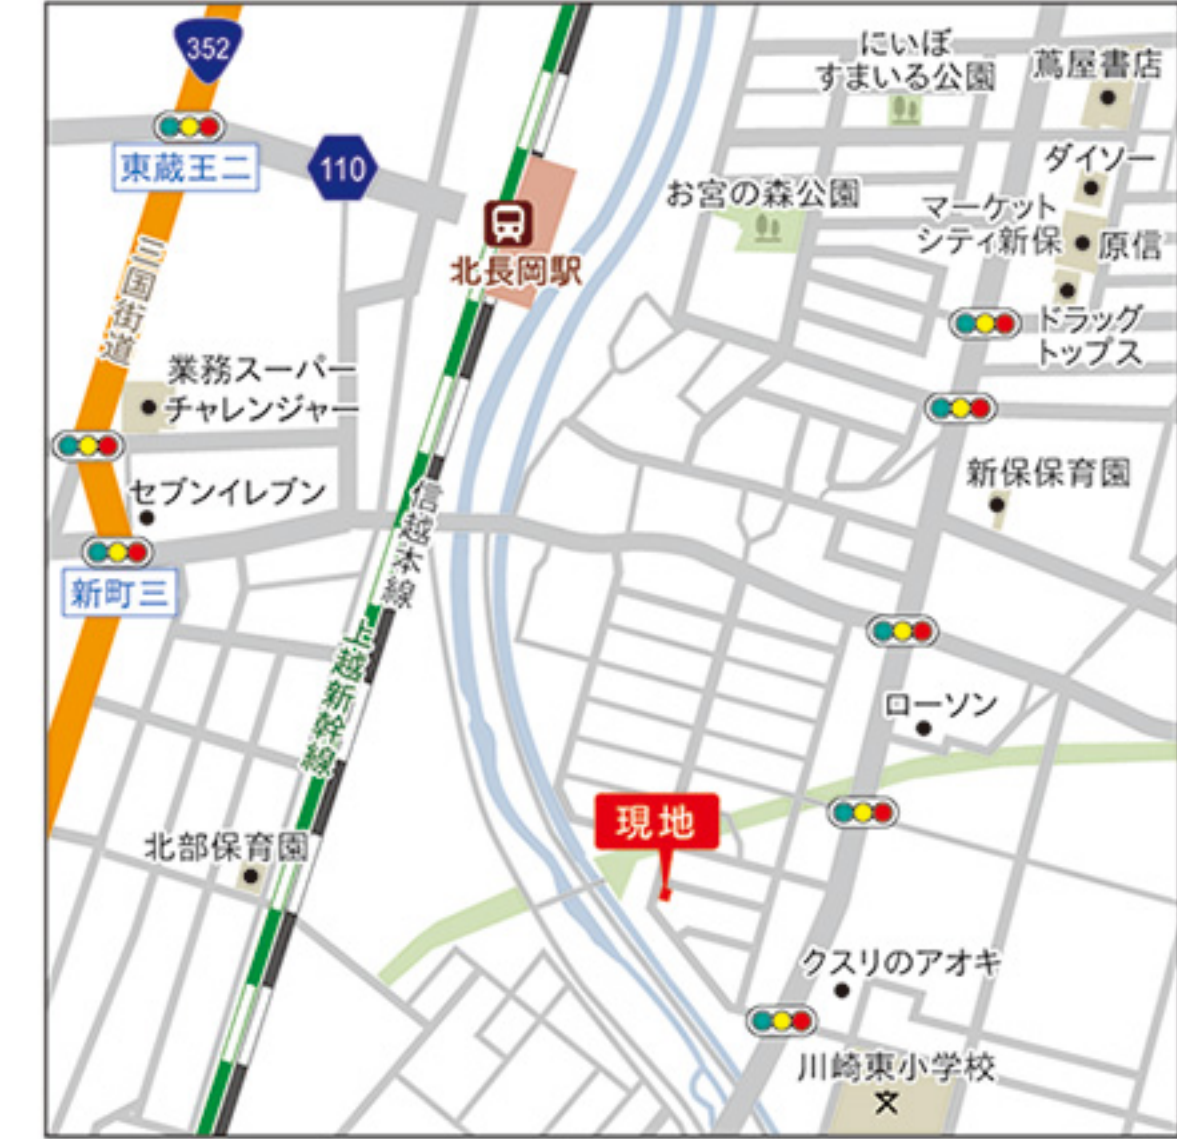 352
にいぼ
すまいる公園
蔦屋書店
東蔵王二
110
ダイソー
お宮の森公園
マーケット
シティ新保
原信
北長岡駅
三国街道
ドラッグ
トップス
業務スーパー
チャレンジャー
新保保育園
セブンイレブン
信越本線
新町三
上越新幹線
ローソン
現地
北部保育園
クスリのアオキ
川崎東小学校
文